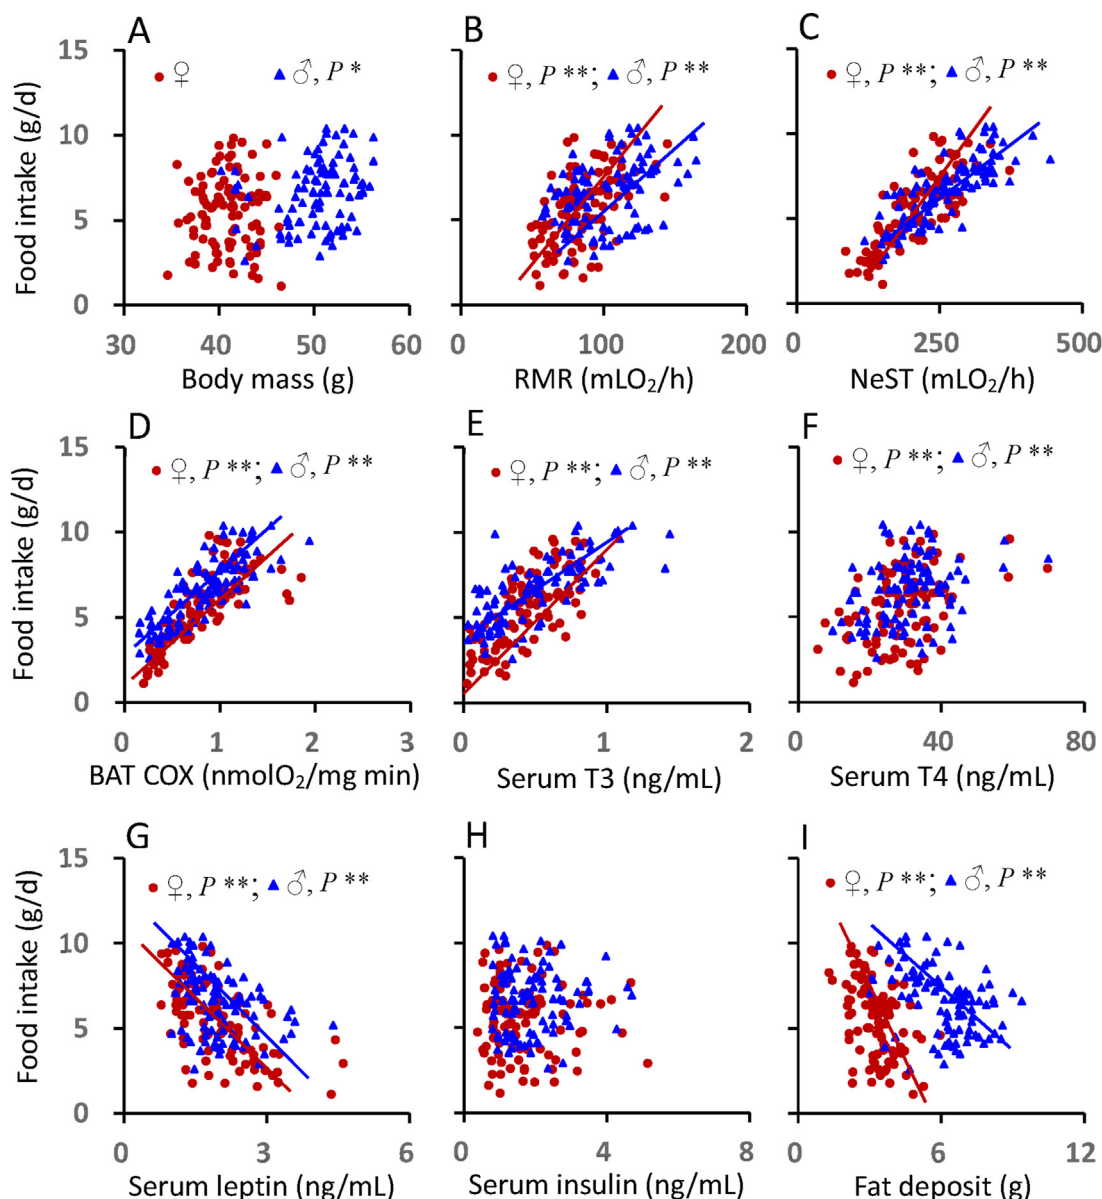 A
B
C
Food intake (g/d)
15
10
5
0
♀
♂, P *
♀, P **; ♂, P **
♀, P **; ♂, P **
30 40 50 60
0 100 200
0 250 500
Body mass (g)
RMR (mLO₂/h)
NeST (mLO₂/h)
D
E
F
Food intake (g/d)
15
10
5
0
♀, P **; ♂, P **
♀, P **; ♂, P **
♀, P **; ♂, P **
0 1 2 3
0 1 2
0 40 80
BAT COX (nmolO₂/mg min)
Serum T3 (ng/mL)
Serum T4 (ng/mL)
G
H
I
Food intake (g/d)
15
10
5
0
♀, P **; ♂, P **
♀, P **; ♂, P **
0 3 6
0 4 8
0 6 12
Serum leptin (ng/mL)
Serum insulin (ng/mL)
Fat deposit (g)